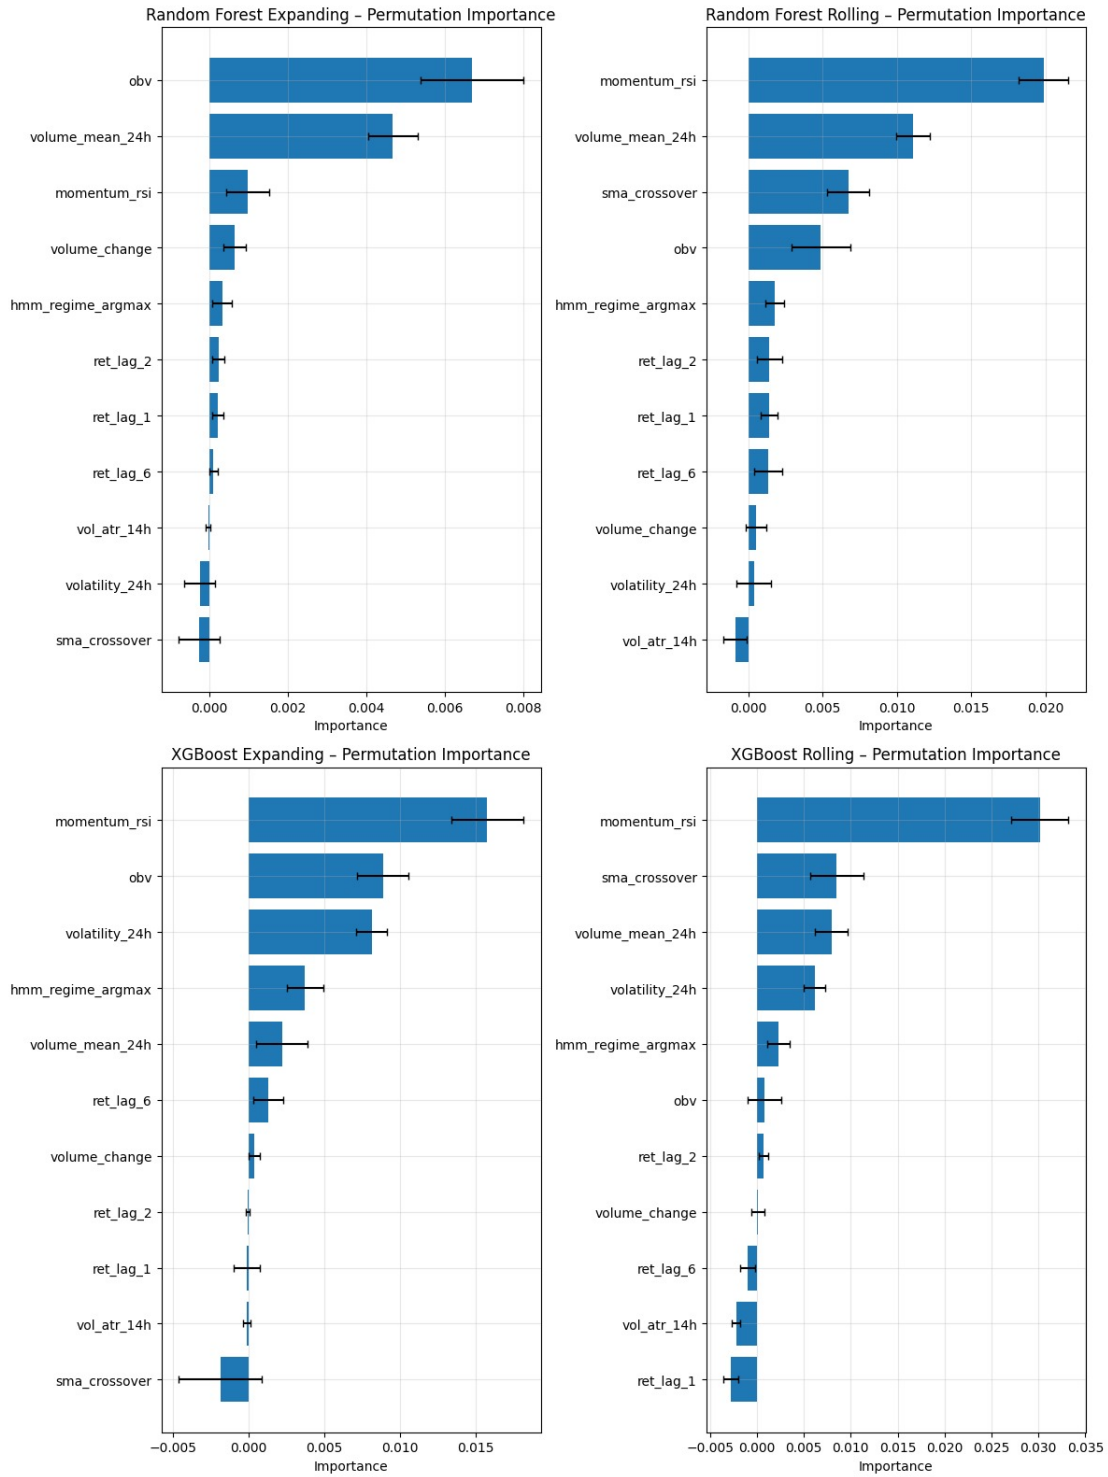 Random Forest Expanding – Permutation Importance
obv
volume_mean_24h
momentum_rsi
volume_change
hmm_regime_argmax
ret_lag_2
ret_lag_1
ret_lag_6
vol_atr_14h
volatility_24h
sma_crossover
0.000 0.002 0.004 0.006 0.008
Importance
Random Forest Rolling – Permutation Importance
momentum_rsi
volume_mean_24h
sma_crossover
obv
hmm_regime_argmax
ret_lag_2
ret_lag_1
ret_lag_6
volume_change
volatility_24h
vol_atr_14h
0.000 0.005 0.010 0.015 0.020
Importance
XGBoost Expanding – Permutation Importance
momentum_rsi
obv
volatility_24h
hmm_regime_argmax
volume_mean_24h
ret_lag_6
volume_change
ret_lag_2
ret_lag_1
vol_atr_14h
sma_crossover
−0.005 0.000 0.005 0.010 0.015
Importance
XGBoost Rolling – Permutation Importance
momentum_rsi
sma_crossover
volume_mean_24h
volatility_24h
hmm_regime_argmax
obv
ret_lag_2
volume_change
ret_lag_6
vol_atr_14h
ret_lag_1
−0.005 0.000 0.005 0.010 0.015 0.020 0.025 0.030 0.035
Importance